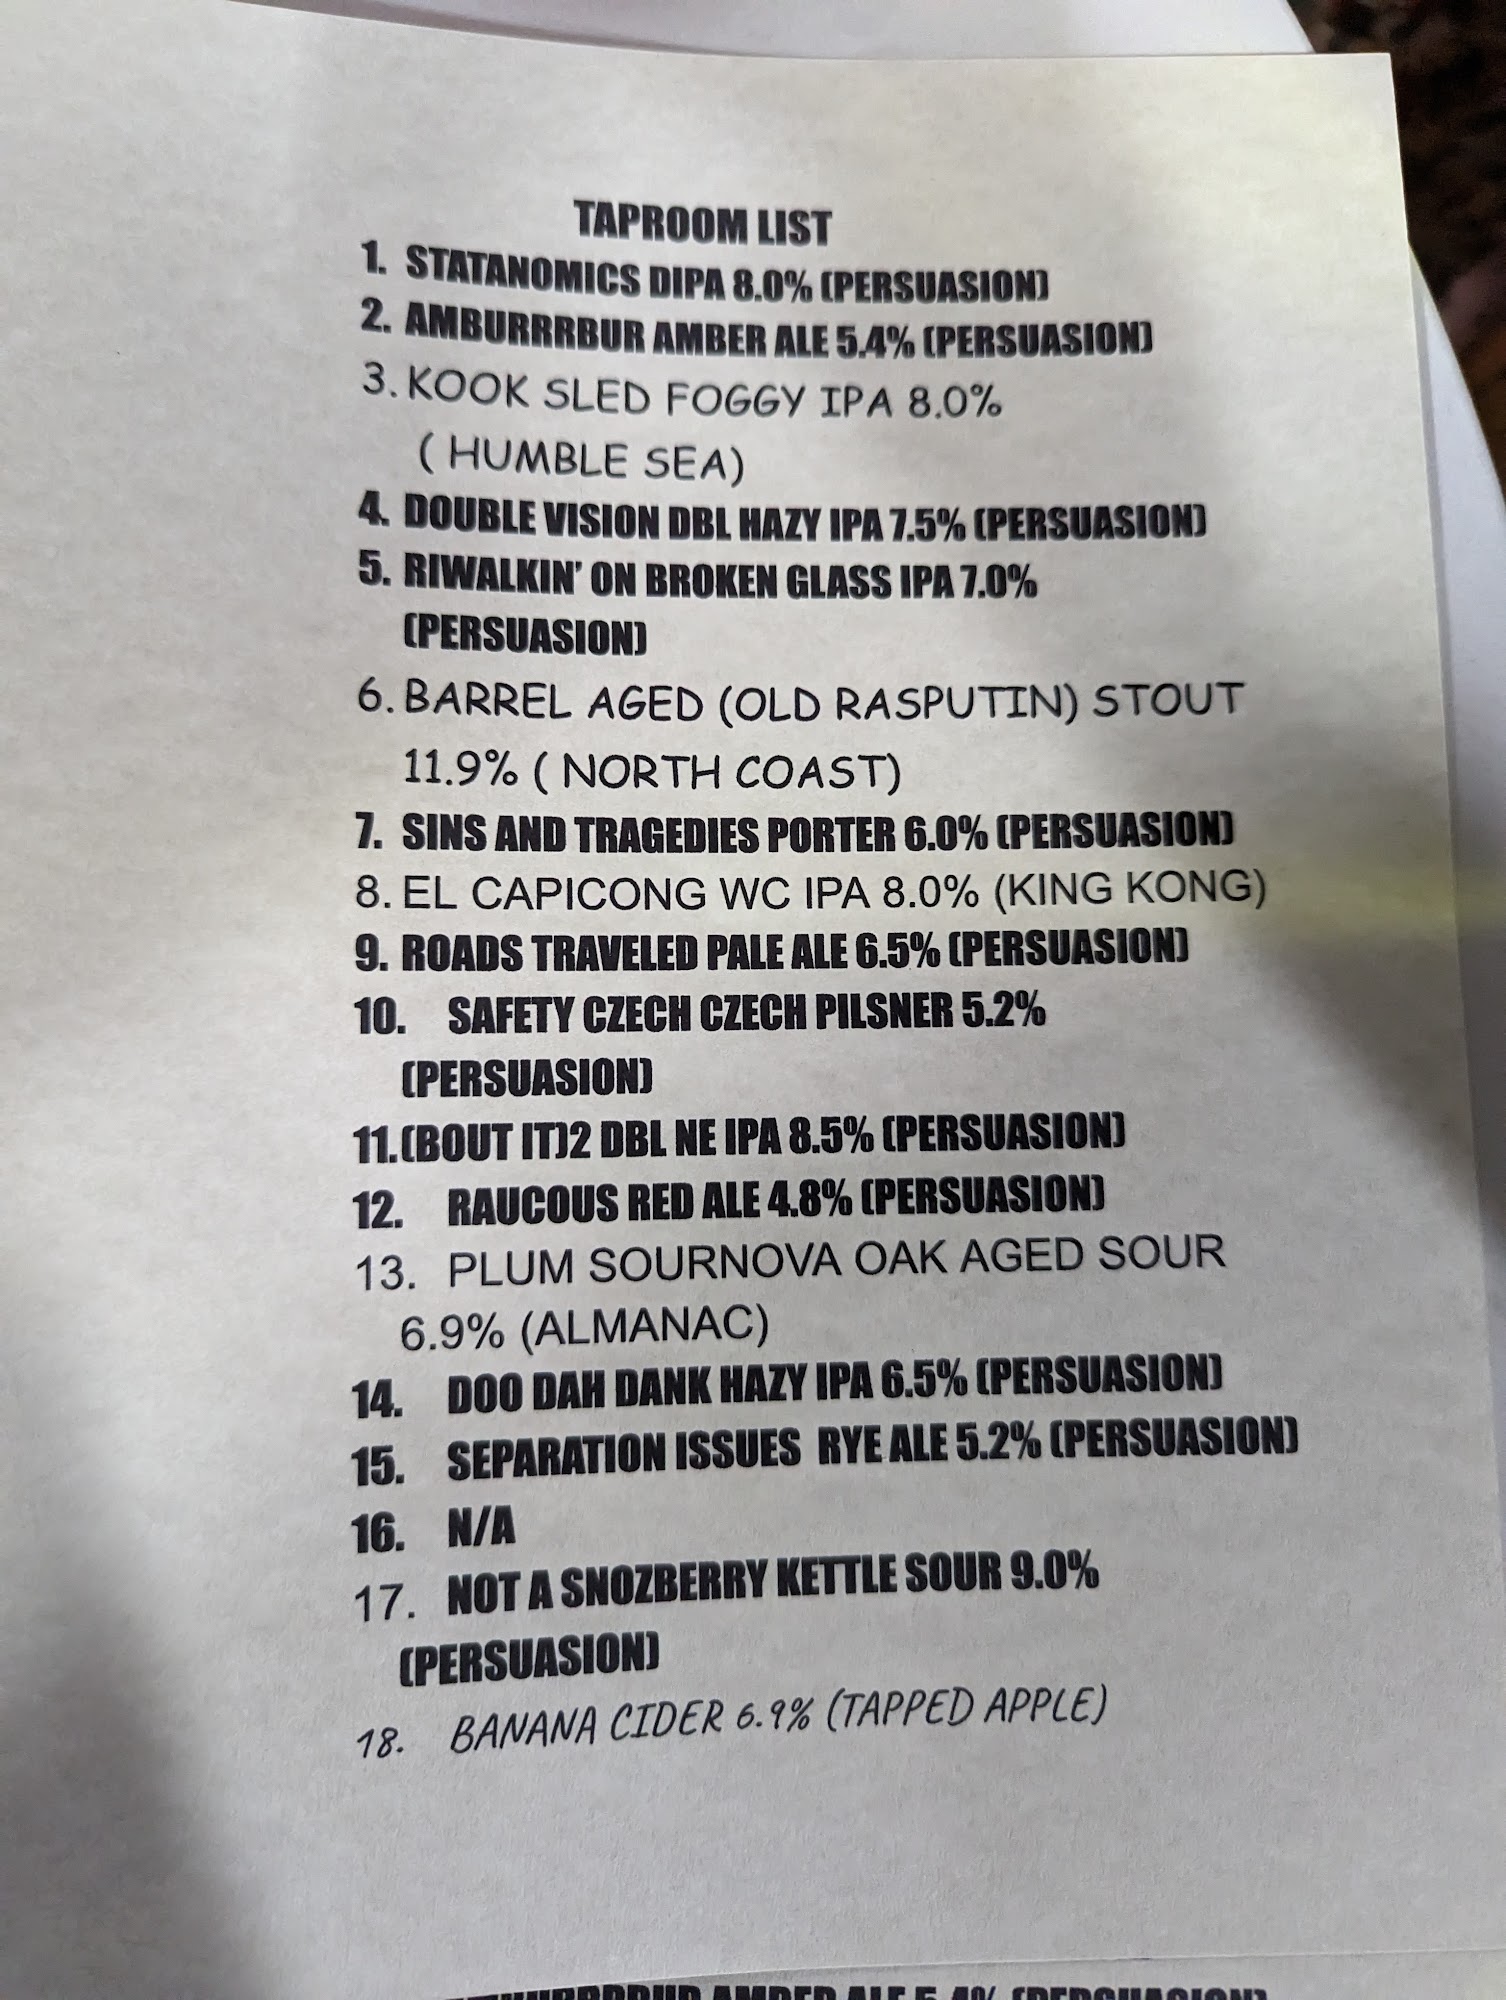 TAPROOM LIST
1. STATANOMICS DIPA 8.0% (PERSUASION)
2. AMBURRRBUR AMBER ALE 5.4% (PERSUASION)
3. KOOK SLED FOGGY IPA 8.0%
( HUMBLE SEA)
4. DOUBLE VISION DBL HAZY IPA 7.5% (PERSUASION)
5. RIWALKIN' ON BROKEN GLASS IPA 7.0%
(PERSUASION)
6. BARREL AGED (OLD RASPUTIN) STOUT
11.9% ( NORTH COAST)
7. SINS AND TRAGEDIES PORTER 6.0% (PERSUASION)
8. EL CAPICONG WC IPA 8.0% (KING KONG)
9. ROADS TRAVELED PALE ALE 6.5% (PERSUASION)
10. SAFETY CZECH CZECH PILSNER 5.2%
(PERSUASION)
11.(BOUT IT)2 DBL NE IPA 8.5% (PERSUASION)
12. RAUCOUS RED ALE 4.8% (PERSUASION)
13. PLUM SOURNOVA OAK AGED SOUR
6.9% (ALMANAC)
14. DOO DAH DANK HAZY IPA 6.5% (PERSUASION)
15. SEPARATION ISSUES RYE ALE 5.2% (PERSUASION)
16. N/A
17. NOT A SNOZBERRY KETTLE SOUR 9.0%
(PERSUASION)
18. BANANA CIDER 6.9% (TAPPED APPLE)
AMBER ALE 5.4% (PERSUASION)